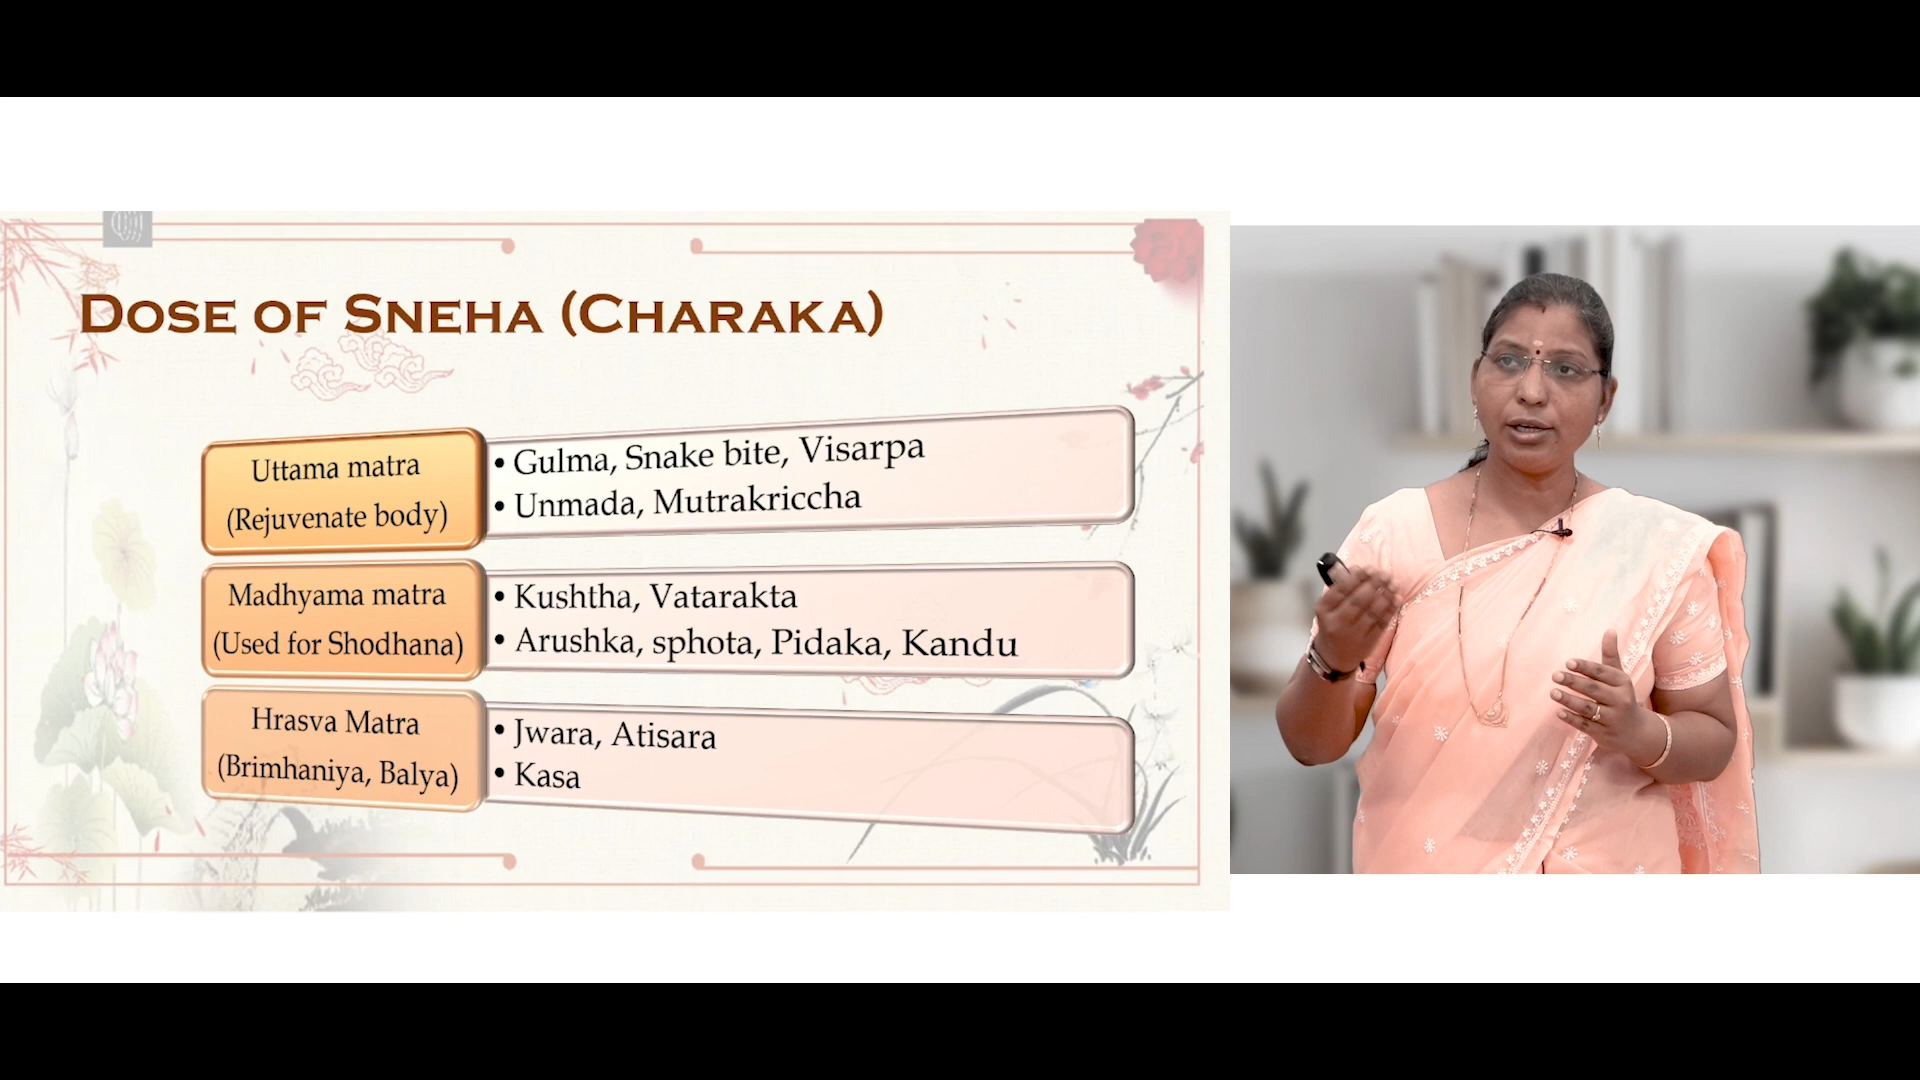 DOSE OF SNEHA (CHARAKA)
Uttama matra
(Rejuvenate body)
• Gulma, Snake bite, Visarpa
• Unmada, Mutrakriccha
Madhyama matra
(Used for Shodhana)
• Kushtha, Vatarakta
• Arushka, sphota, Pidaka, Kandu
Hrasva Matra
(Brimhaniya, Balya)
• Jwara, Atisara
• Kasa